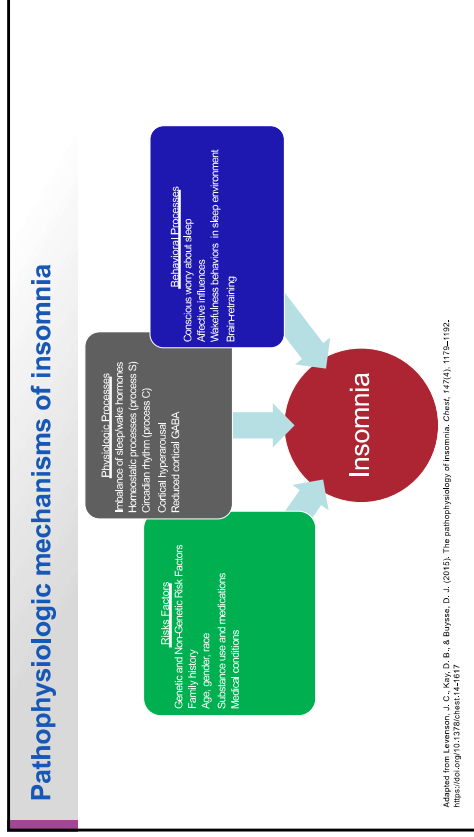 Pathophysiologic mechanisms of insomnia
Risks Factors
Genetic and Non-Genetic Risk Factors
Family history
Age, gender, race
Substance use and medications
Medical conditions
Physiologic Processes
Imbalance of sleep/wake hormones
Homeostatic processes (process S)
Circadian rhythm (process C)
Cortical hyperarousal
Reduced cortical GABA
Behavioral Processes
Conscious worry about sleep
Affective influences
Wakefulness behaviors in sleep environment
Brain-retraining
Insomnia
Adapted from Levenson, J. C., Kay, D. B., & Buysse, D. J. (2015). The pathophysiology of insomnia. Chest, 147(4), 1179–1192.
https://doi.org/10.1378/chest.14-1617